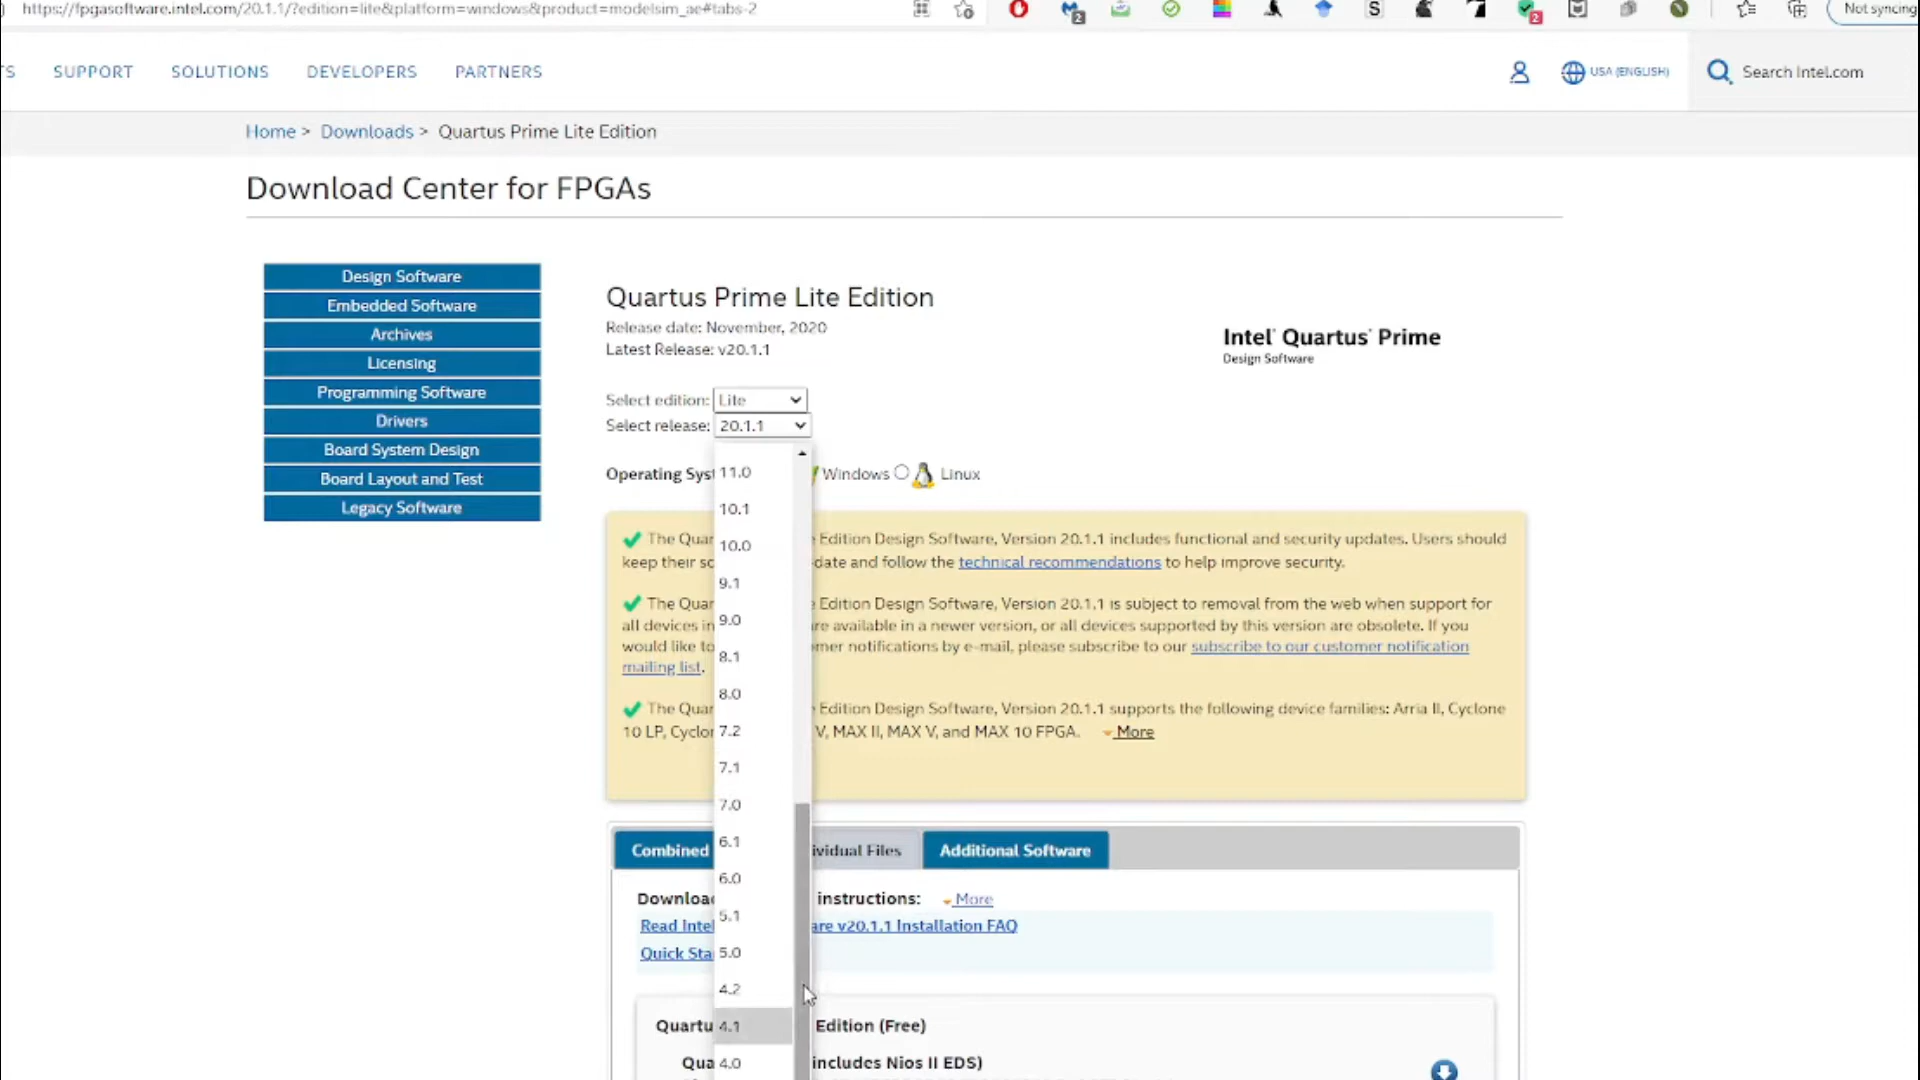 https://fpgasoftware.intel.com/20.1.1/?edition=lite&platform=windows&product=modelsim_ae#tabs-2
2
S
2
Not syncing
TS
SUPPORT
SOLUTIONS
DEVELOPERS
PARTNERS
USA (ENGLISH)
Search Intel.com
Home > Downloads > Quartus Prime Lite Edition
Download Center for FPGAs
Design Software
Embedded Software
Archives
Licensing
Programming Software
Drivers
Board System Design
Board Layout and Test
Legacy Software
Quartus Prime Lite Edition
Release date: November, 2020
Latest Release: v20.1.1
Intel® Quartus® Prime
Design Software
Select edition: Lite
Select release: 20.1.1
Operating Syst
Windows
Linux
11.0
10.1
10.0
9.1
9.0
8.1
8.0
7.2
7.1
7.0
6.1
6.0
5.1
5.0
4.2
4.1
4.0
The Quar Edition Design Software, Version 20.1.1 includes functional and security updates. Users should
keep their so -date and follow the technical recommendations to help improve security.
The Quar Edition Design Software, Version 20.1.1 is subject to removal from the web when support for
all devices in are available in a newer version, or all devices supported by this version are obsolete. If you
would like to mer notifications by e-mail, please subscribe to our subscribe to our customer notification
mailing list.
The Quar Edition Design Software, Version 20.1.1 supports the following device families: Arria II, Cyclone
10 LP, Cyclor V, MAX II, MAX V, and MAX 10 FPGA. More
Combined
ividual Files
Additional Software
Downloa instructions: More
Read Intel are v20.1.1 Installation FAQ
Quick Sta
Quartu Edition (Free)
Qua includes Nios II EDS)